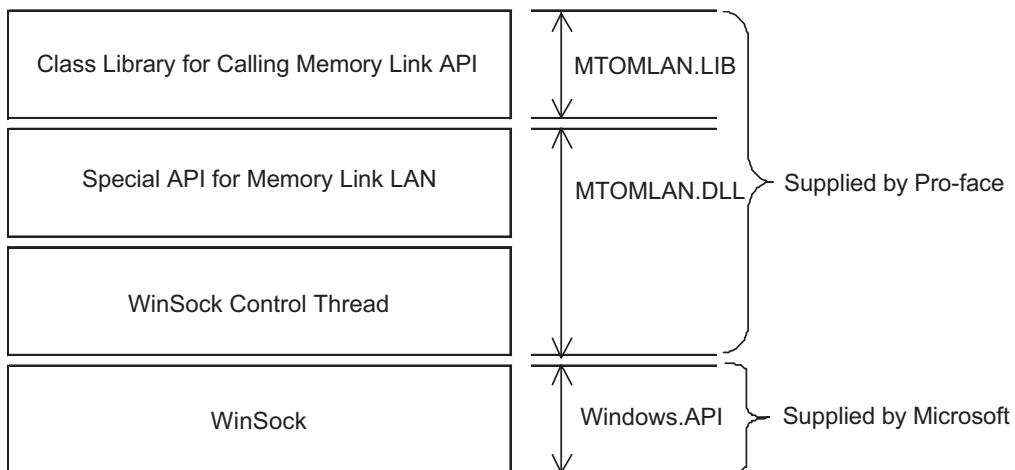 Class Library for Calling Memory Link API
MTOMLAN.LIB
Special API for Memory Link LAN
MTOMLAN.DLL
Supplied by Pro-face
WinSock Control Thread
WinSock
Windows.API
Supplied by Microsoft